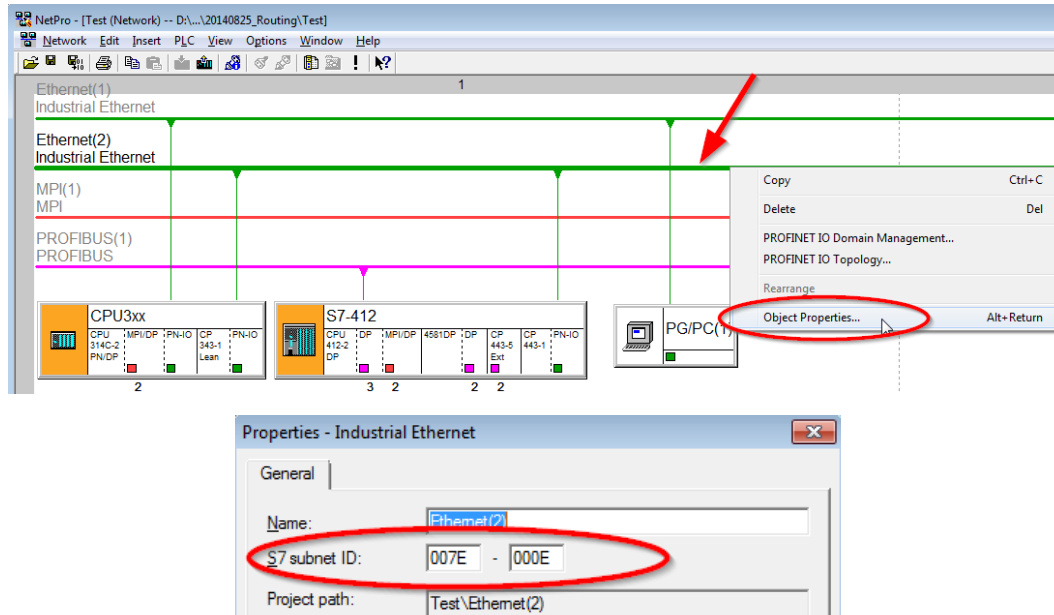 NetPro - [Test (Network) -- D:\...\20140825_Routing\Test]
Network Edit Insert PLC View Options Window Help
1
Ethernet(1)
Industrial Ethernet
Ethernet(2)
Industrial Ethernet
MPI(1)
MPI
PROFIBUS(1)
PROFIBUS
Copy Ctrl+C
Delete Del
PROFINET IO Domain Management...
PROFINET IO Topology...
Rearrange
Object Properties... Alt+Return
CPU3xx
CPU 314C-2 PN/DP
MPI/DP
PN-IO
CP 343-1 Lean
PN-IO
2
S7-412
CPU 412-2 DP
DP
MPI/DP
4581DP
DP
CP 443-5 Ext
CP 443-1
PN-IO
3 2 2 2
PG/PC(1)
Properties - Industrial Ethernet
General
Name: Ethernet(2)
S7 subnet ID: 007E - 000E
Project path: Test\Ethernet(2)